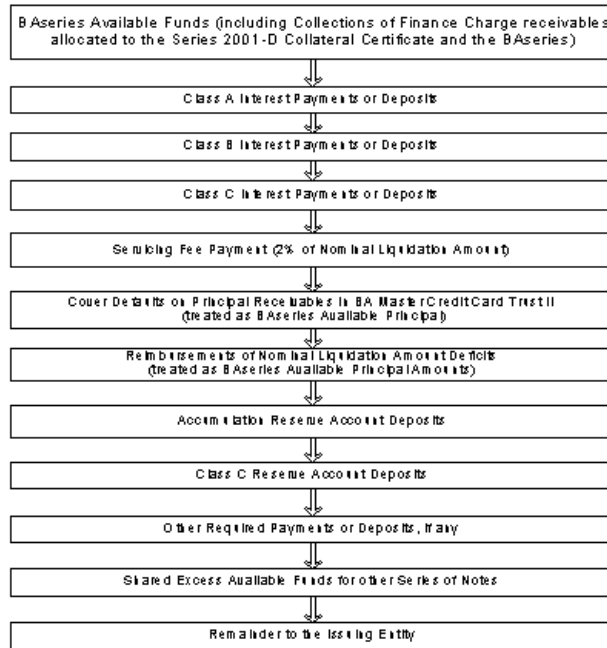 BAseries Available Funds (including Collections of Finance Charge receivables
allocated to the Series 2001-D Collateral Certificate and the BAseries)
Class A Interest Payments or Deposits
Class B Interest Payments or Deposits
Class C Interest Payments or Deposits
Servicing Fee Payment (2% of Nominal Liquidation Amount)
Cover Defaults on Principal Receivables in BA Master Credit Card Trust II
(treated as BAseries Available Principal)
Reimbursements of Nominal Liquidation Amount Deficits
(treated as BAseries Available Principal Amounts)
Accumulation Reserve Account Deposits
Class C Reserve Account Deposits
Other Required Payments or Deposits, if any
Shared Excess Available Funds for other Series of Notes
Remainder to the Issuing Entity